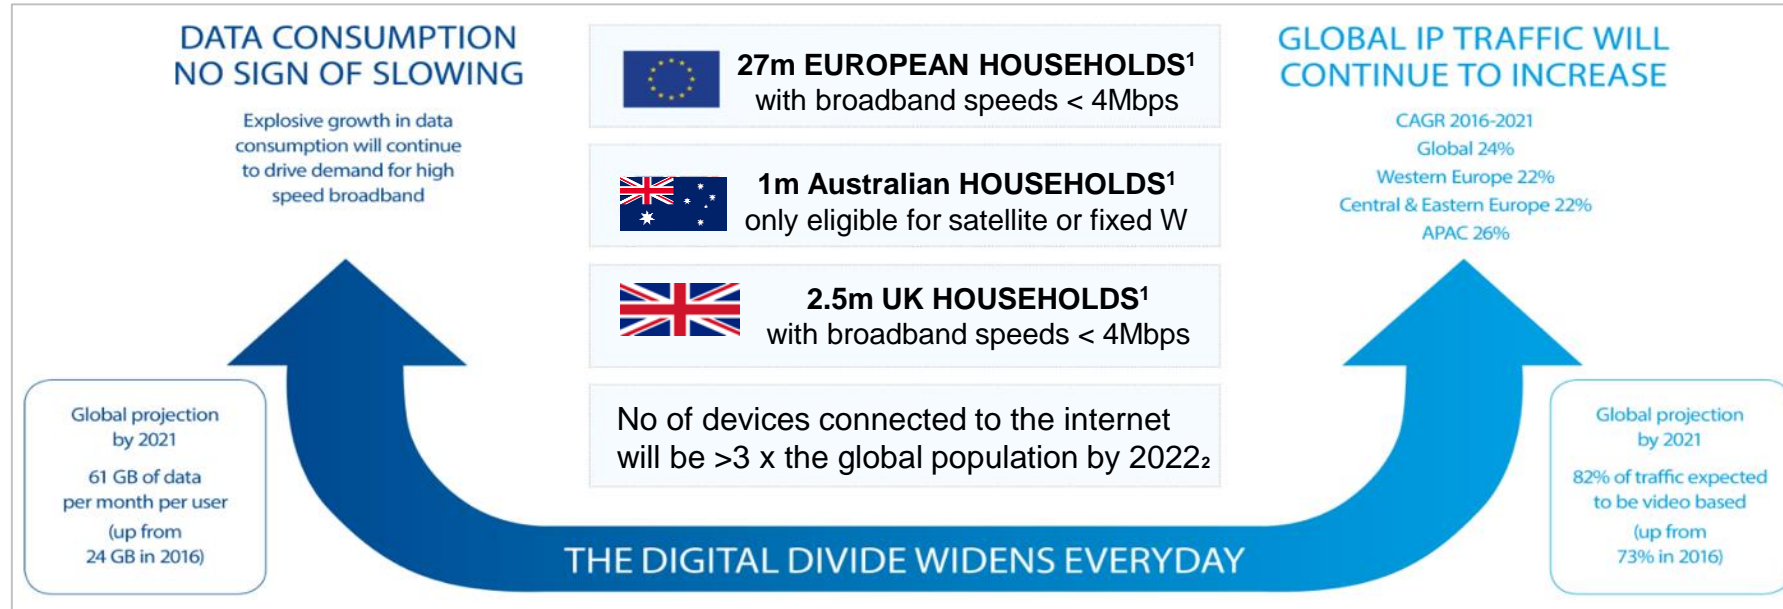 DATA CONSUMPTION
NO SIGN OF SLOWING
Explosive growth in data
consumption will continue
to drive demand for high
speed broadband
Global projection
by 2021
61 GB of data
per month per user
(up from
24 GB in 2016)
27m EUROPEAN HOUSEHOLDS¹
with broadband speeds < 4Mbps
1m Australian HOUSEHOLDS¹
only eligible for satellite or fixed W
2.5m UK HOUSEHOLDS¹
with broadband speeds < 4Mbps
No of devices connected to the internet
will be >3 x the global population by 2022₂
GLOBAL IP TRAFFIC WILL
CONTINUE TO INCREASE
CAGR 2016-2021
Global 24%
Western Europe 22%
Central & Eastern Europe 22%
APAC 26%
Global projection
by 2021
82% of traffic expected
to be video based
(up from
73% in 2016)
THE DIGITAL DIVIDE WIDENS EVERYDAY